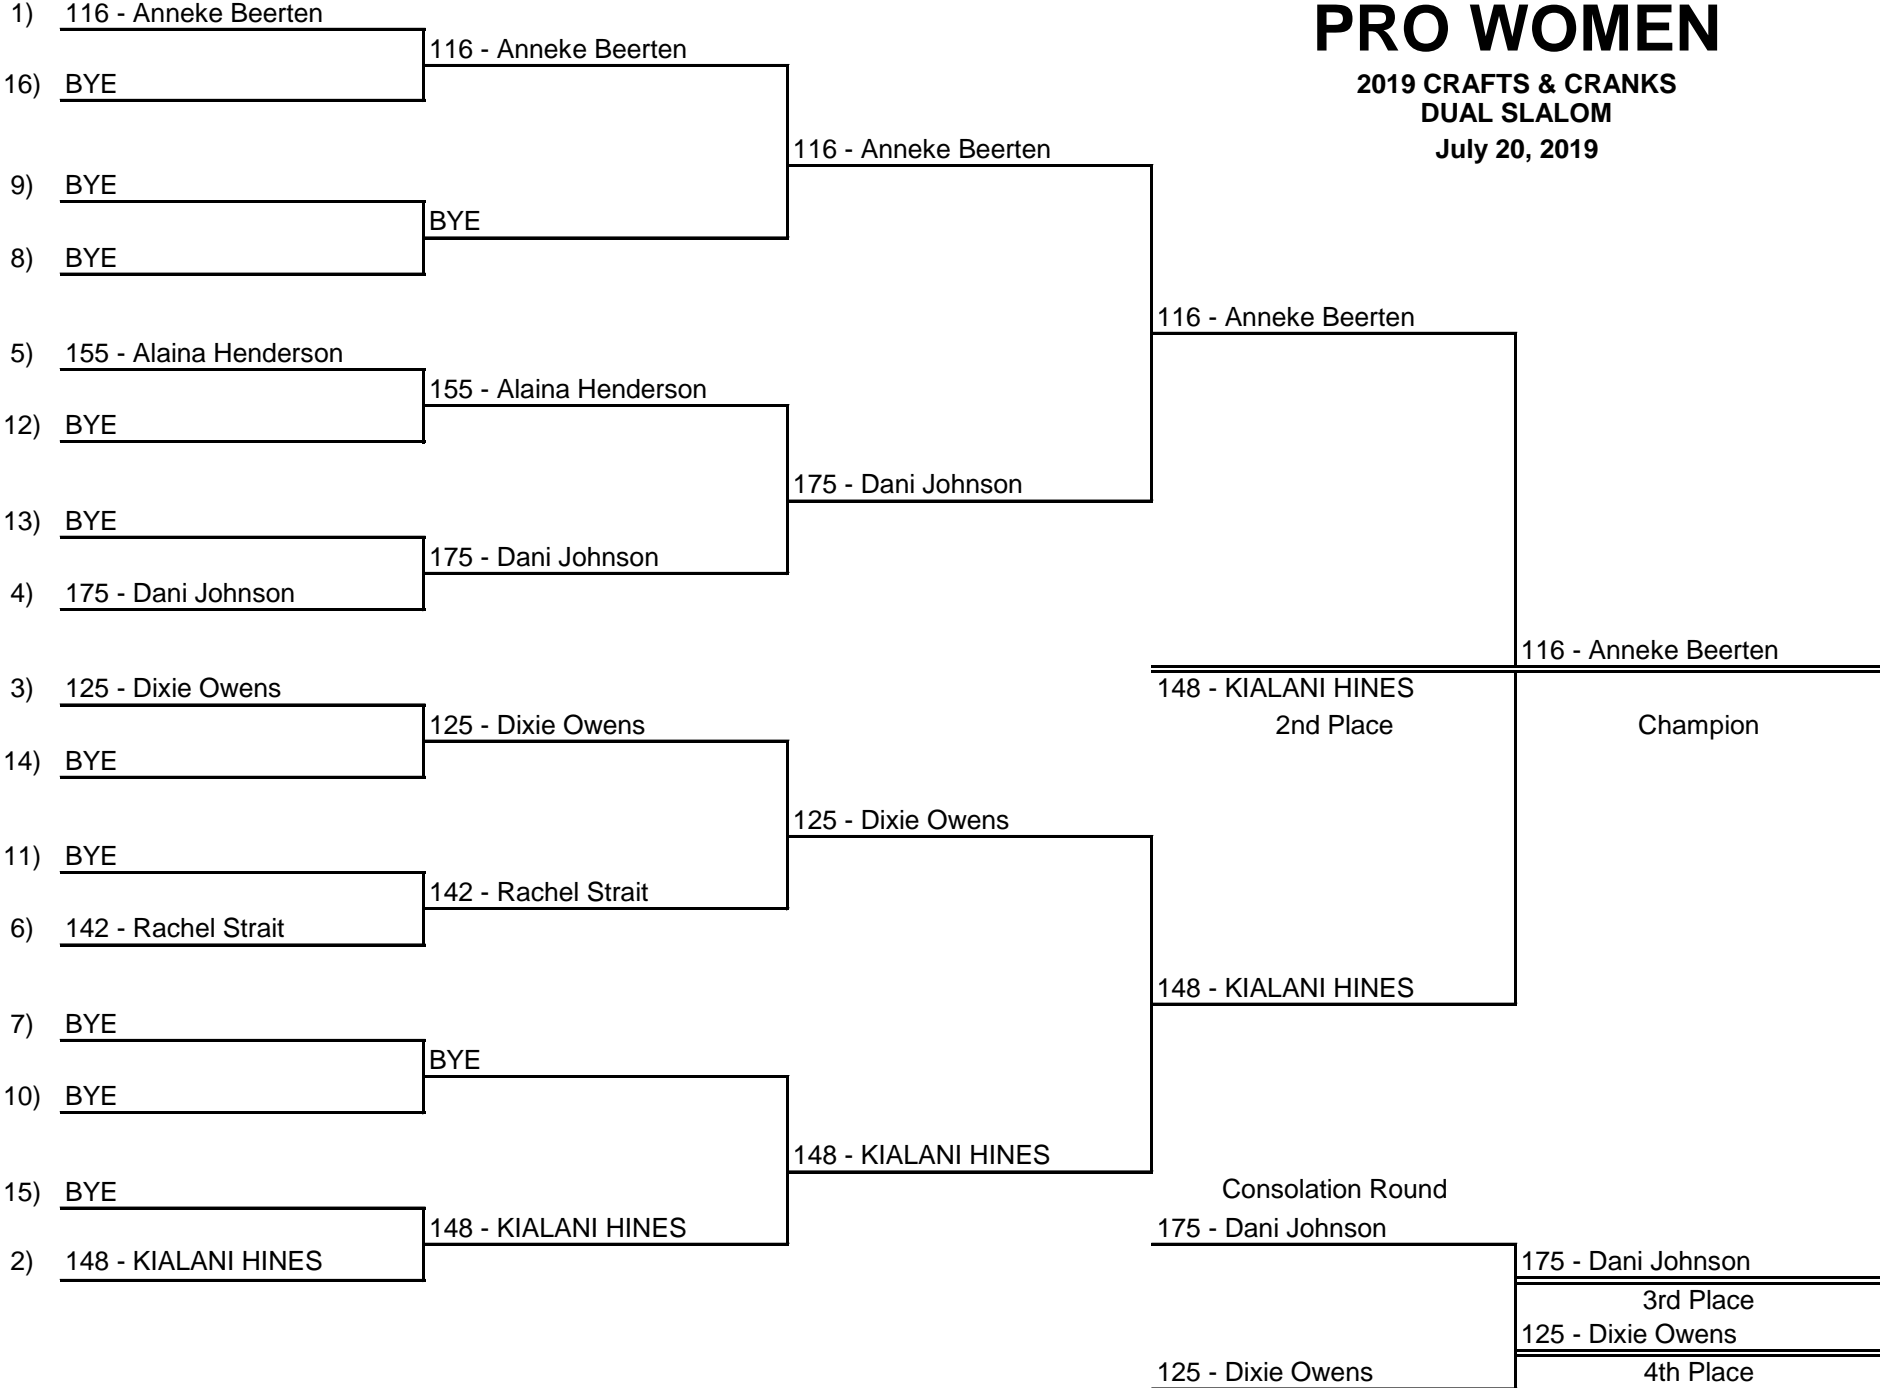 PRO WOMEN
2019 CRAFTS & CRANKS
DUAL SLALOM
July 20, 2019
1) 116 - Anneke Beerten
16) BYE
9) BYE
8) BYE
5) 155 - Alaina Henderson
12) BYE
13) BYE
4) 175 - Dani Johnson
3) 125 - Dixie Owens
14) BYE
11) BYE
6) 142 - Rachel Strait
7) BYE
10) BYE
15) BYE
2) 148 - KIALANI HINES
116 - Anneke Beerten
BYE
155 - Alaina Henderson
175 - Dani Johnson
125 - Dixie Owens
142 - Rachel Strait
BYE
148 - KIALANI HINES
116 - Anneke Beerten
175 - Dani Johnson
125 - Dixie Owens
148 - KIALANI HINES
116 - Anneke Beerten
148 - KIALANI HINES
2nd Place
148 - KIALANI HINES
116 - Anneke Beerten
Champion
Consolation Round
175 - Dani Johnson
125 - Dixie Owens
175 - Dani Johnson
3rd Place
125 - Dixie Owens
4th Place